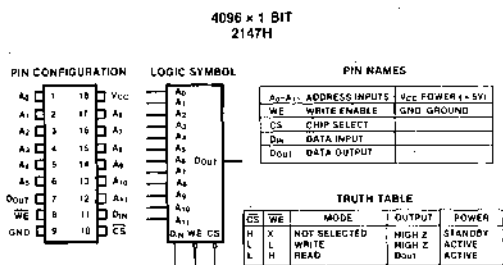 4096 × 1 BIT
2147H
PIN CONFIGURATION
A0 1 18 VCC
A1 2 17 A6
A2 3 16 A7
A3 4 15 A8
A4 5 14 A9
A5 6 13 A10
DOUT 7 12 A11
WE 8 11 DIN
GND 9 10 CS
LOGIC SYMBOL
A0
A1
A2
A3
A4
A5
A6
A7
A8
A9
A10
A11
DOUT
DIN WE CS
PIN NAMES
A0-A11 ADDRESS INPUTS VCC POWER (+5V)
WE WRITE ENABLE GND GROUND
CS CHIP SELECT
DIN DATA INPUT
DOUT DATA OUTPUT
TRUTH TABLE
CS WE MODE OUTPUT POWER
H X NOT SELECTED HIGH Z STANDBY
L L WRITE HIGH Z ACTIVE
L H READ DOUT ACTIVE